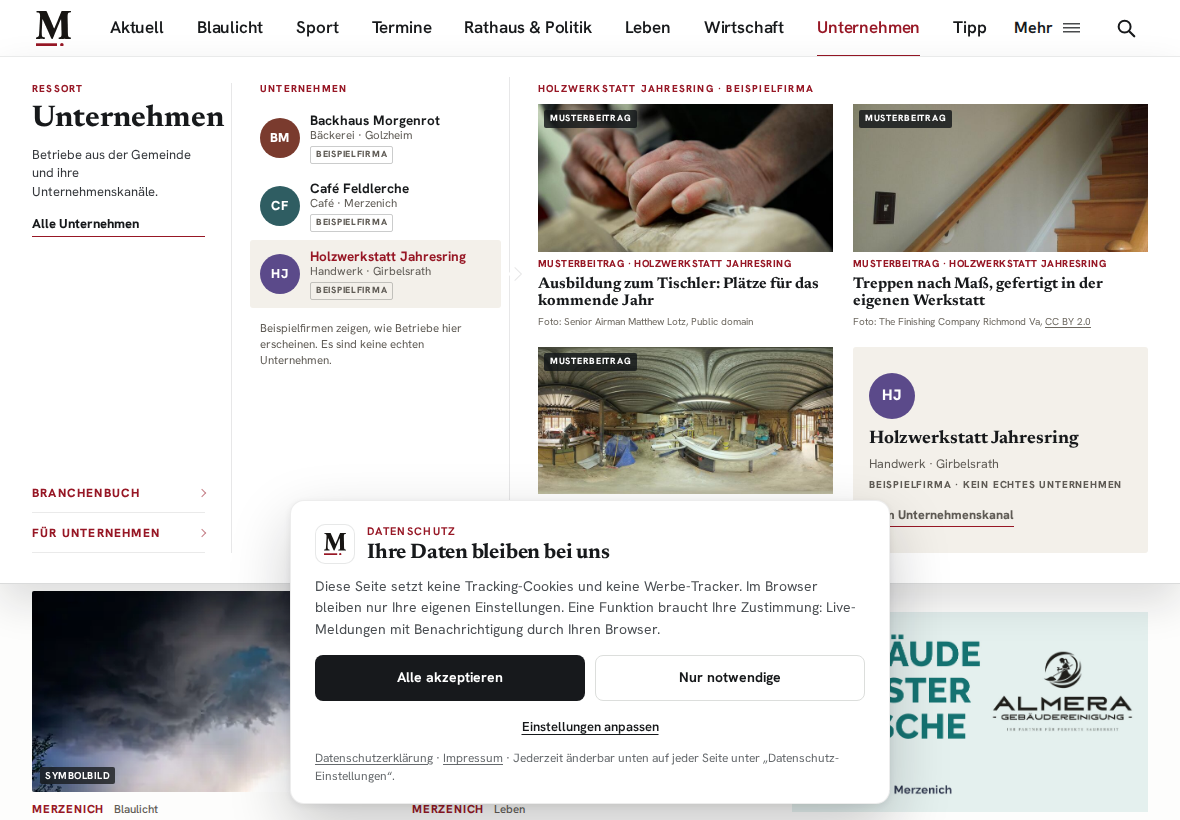 M
Aktuell
Blaulicht
Sport
Termine
Rathaus & Politik
Leben
Wirtschaft
Unternehmen
Tipp
Mehr
RESSORT
Unternehmen
Betriebe aus der Gemeinde
und ihre
Unternehmenskanäle.
Alle Unternehmen
BRANCHENBUCH
FÜR UNTERNEHMEN
UNTERNEHMEN
BM
Backhaus Morgenrot
Bäckerei · Golzheim
BEISPIELFIRMA
CF
Café Feldlerche
Café · Merzenich
BEISPIELFIRMA
HJ
Holzwerkstatt Jahresring
Handwerk · Girbelsrath
BEISPIELFIRMA
Beispielfirmen zeigen, wie Betriebe hier
erscheinen. Es sind keine echten
Unternehmen.
HOLZWERKSTATT JAHRESRING · BEISPIELFIRMA
MUSTERBEITRAG
MUSTERBEITRAG · HOLZWERKSTATT JAHRESRING
Ausbildung zum Tischler: Plätze für das
kommende Jahr
Foto: Senior Airman Matthew Lotz, Public domain
MUSTERBEITRAG
MUSTERBEITRAG · HOLZWERKSTATT JAHRESRING
Treppen nach Maß, gefertigt in der
eigenen Werkstatt
Foto: The Finishing Company Richmond Va, CC BY 2.0
MUSTERBEITRAG
HJ
Holzwerkstatt Jahresring
Handwerk · Girbelsrath
BEISPIELFIRMA · KEIN ECHTES UNTERNEHMEN
Unternehmenskanal
M
DATENSCHUTZ
Ihre Daten bleiben bei uns
Diese Seite setzt keine Tracking-Cookies und keine Werbe-Tracker. Im Browser
bleiben nur Ihre eigenen Einstellungen. Eine Funktion braucht Ihre Zustimmung: Live-
Meldungen mit Benachrichtigung durch Ihren Browser.
Alle akzeptieren
Nur notwendige
Einstellungen anpassen
Datenschutzerklärung · Impressum · Jederzeit änderbar unten auf jeder Seite unter „Datenschutz-
Einstellungen“.
SYMBOLBILD
MERZENICH Blaulicht
MERZENICH Leben
ÄUDE
STER
SCHE
ALMERA
- GEBÄUDEREINIGUNG -
Merzenich